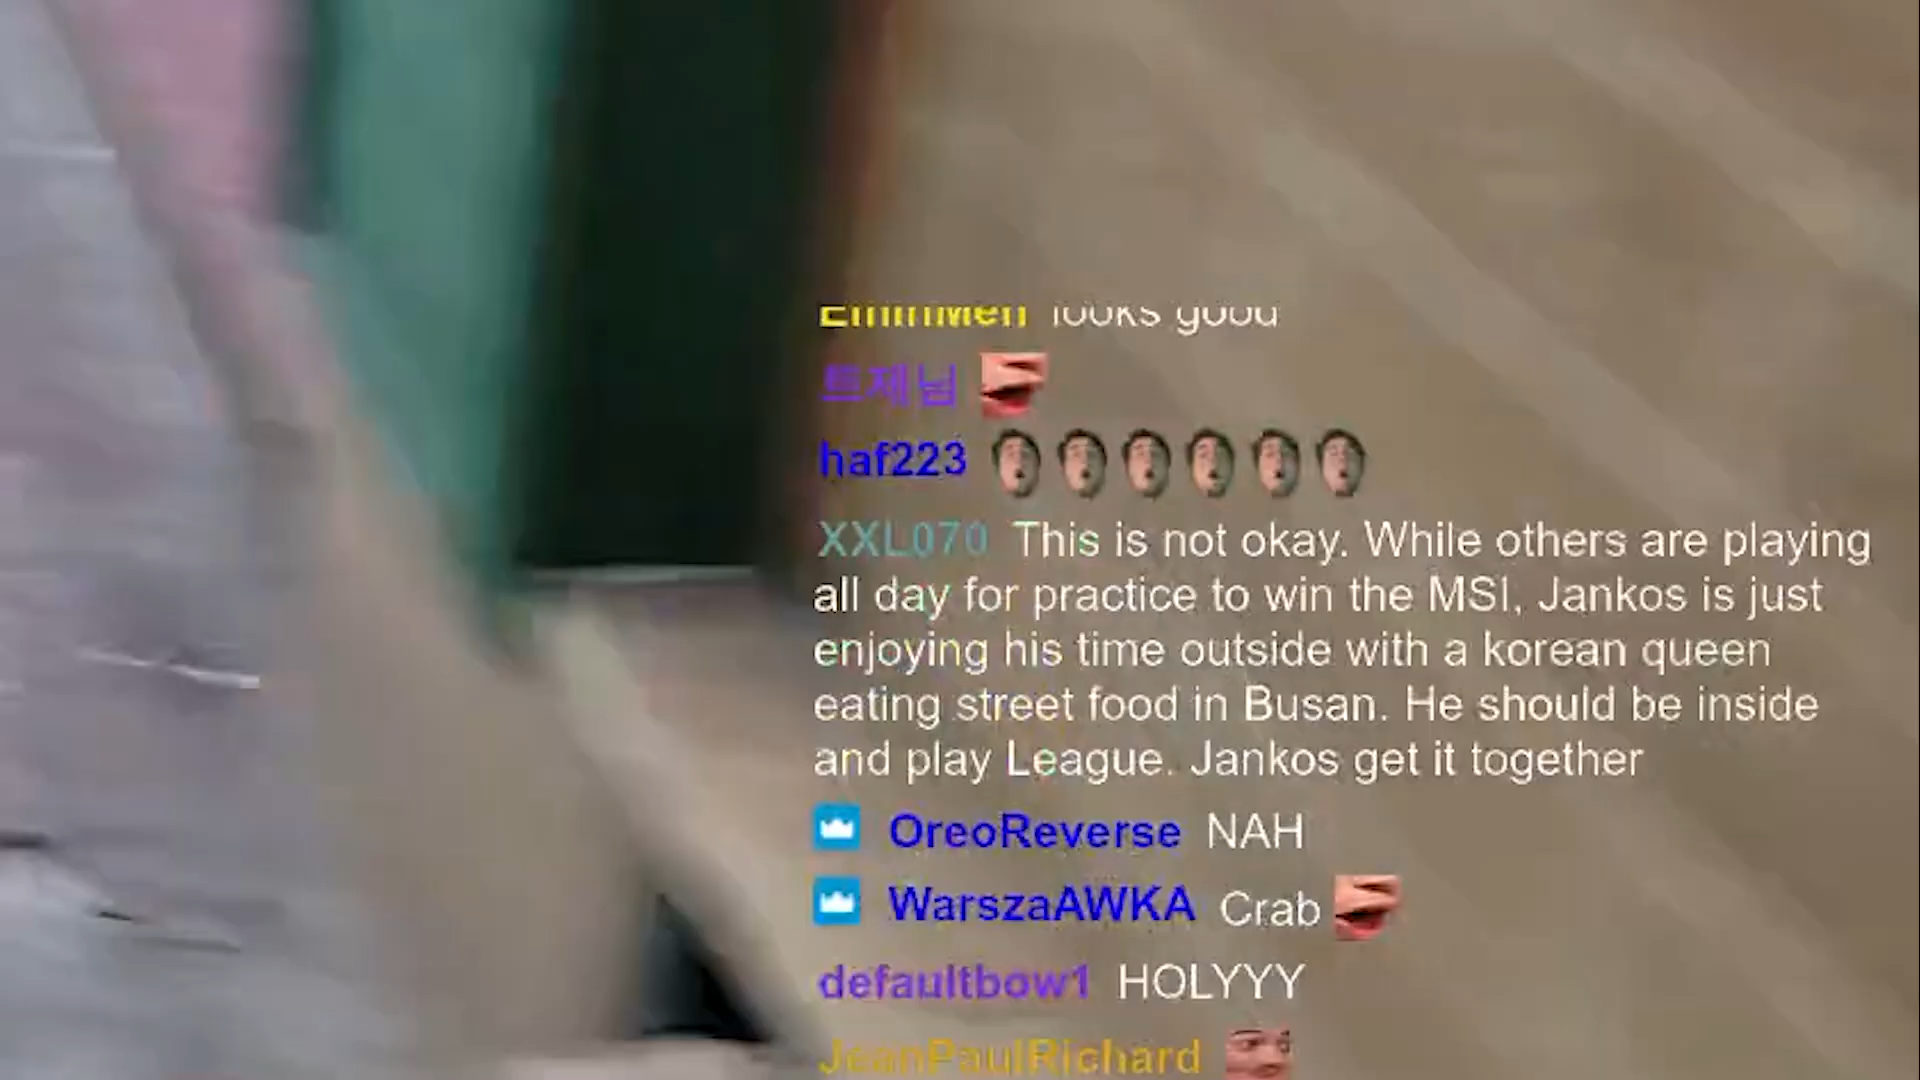 EminMen looks good
트제님
haf223
XXL070 This is not okay. While others are playing
all day for practice to win the MSI, Jankos is just
enjoying his time outside with a korean queen
eating street food in Busan. He should be inside
and play League. Jankos get it together
OreoReverse NAH
WarszaAWKA Crab
defaultbow1 HOLYYY
JeanPaulRichard